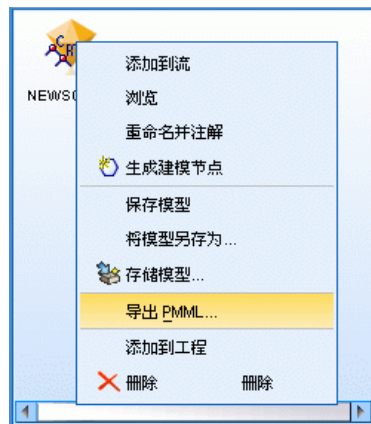 NEWS
添加到流
浏览
重命名并注解
生成建模节点
保存模型
将模型另存为...
存储模型...
导出 PMML...
添加到工程
删除 删除